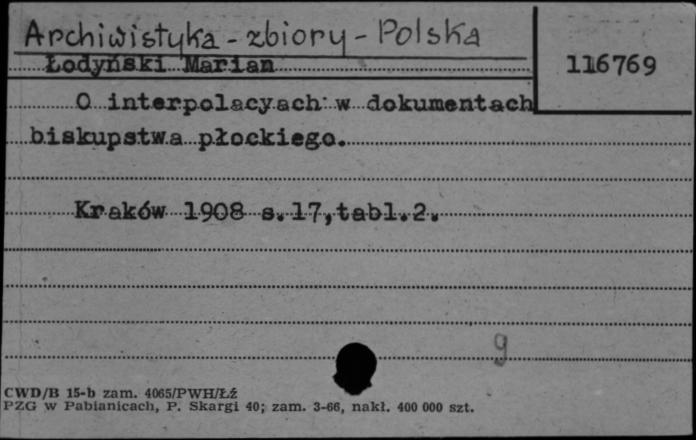 Archiwistyka - zbiory - Polska
Łodyński Marian
116769
O interpolacyach w dokumentach
biskupstwa płockiego.
Kraków 1908 s. 17, tabl. 2.
g
CWD/B 15-b zam. 4065/PWH/Łż
PZG w Pabianicach, P. Skargi 40; zam. 3-66, nakł. 400 000 szt.